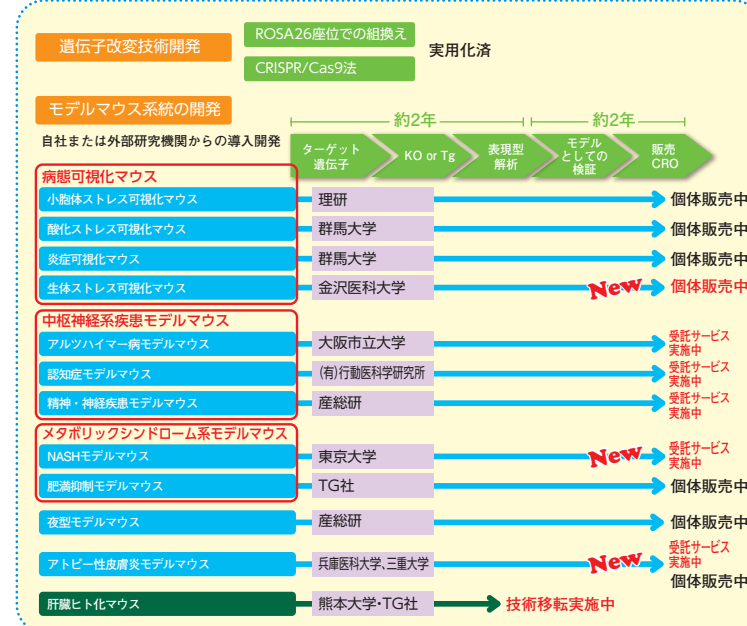 遺伝子改変技術開発
ROSA26座位での組換え
CRISPR/Cas9法
実用化済
モデルマウス系統の開発
約2年
約2年
自社または外部研究機関からの導入開発
ターゲット
遺伝子
KO or Tg
表現型
解析
モデル
としての
検証
販売
CRO
病態可視化マウス
小胞体ストレス可視化マウス 理研 個体販売中
酸化ストレス可視化マウス 群馬大学 個体販売中
炎症可視化マウス 群馬大学 個体販売中
生体ストレス可視化マウス 金沢医科大学 New 個体販売中
中枢神経系疾患モデルマウス
アルツハイマー病モデルマウス 大阪市立大学 受託サービス
実施中
認知症モデルマウス (有)行動医科学研究所 受託サービス
実施中
精神・神経疾患モデルマウス 産総研 受託サービス
実施中
メタボリックシンドローム系モデルマウス
NASHモデルマウス 東京大学 New 受託サービス
実施中
肥満抑制モデルマウス TG社 個体販売中
夜型モデルマウス 産総研 個体販売中
アトピー性皮膚炎モデルマウス 兵庫医科大学、三重大学 New 受託サービス
実施中
個体販売中
肝臓ヒト化マウス 熊本大学・TG社 技術移転実施中